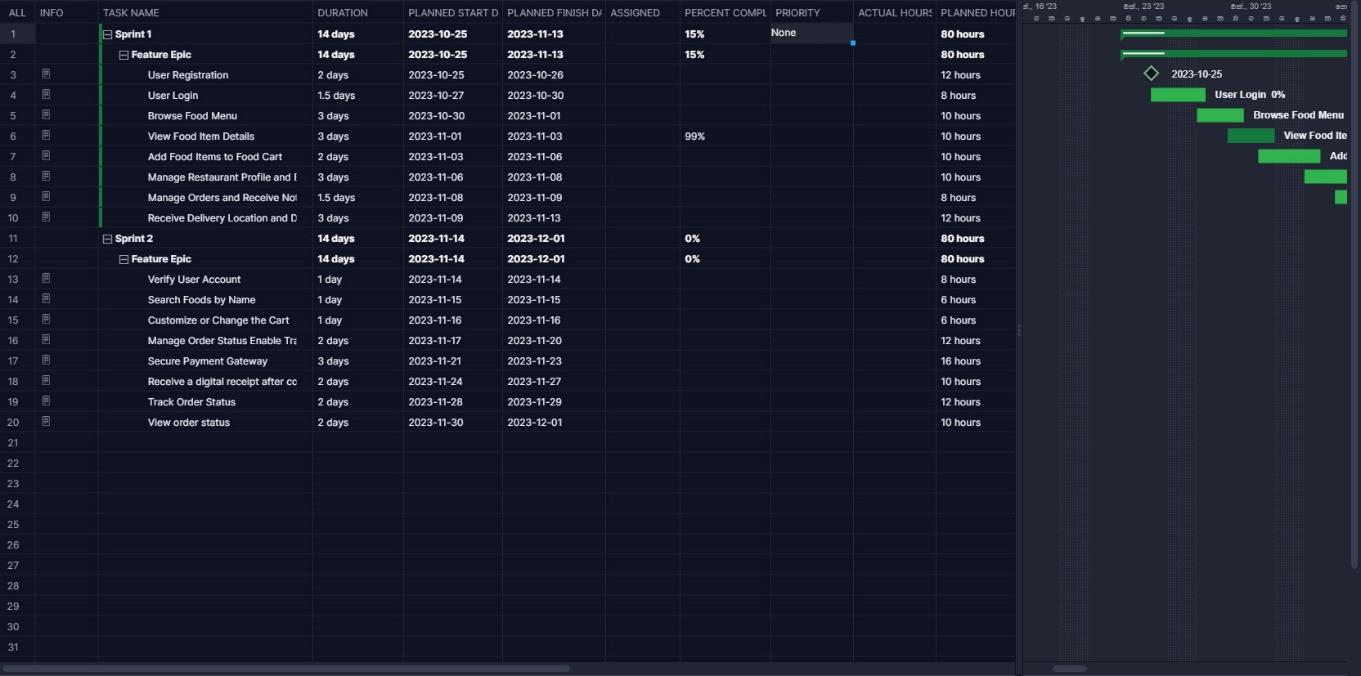 ALL INFO TASK NAME DURATION PLANNED START D PLANNED FINISH DA ASSIGNED PERCENT COMPL PRIORITY ACTUAL HOURS PLANNED HOUR
16 '23 23 '23 30 '23
1 Sprint 1 14 days 2023-10-25 2023-11-13 15% None 80 hours
2 Feature Epic 14 days 2023-10-25 2023-11-13 15% 80 hours
3 User Registration 2 days 2023-10-25 2023-10-26 12 hours 2023-10-25
4 User Login 1.5 days 2023-10-27 2023-10-30 8 hours User Login 0%
5 Browse Food Menu 3 days 2023-10-30 2023-11-01 10 hours Browse Food Menu
6 View Food Item Details 3 days 2023-11-01 2023-11-03 99% 10 hours View Food Ite
7 Add Food Items to Food Cart 2 days 2023-11-03 2023-11-06 10 hours Add
8 Manage Restaurant Profile and 3 days 2023-11-06 2023-11-08 10 hours
9 Manage Orders and Receive Not 1.5 days 2023-11-08 2023-11-09 8 hours
10 Receive Delivery Location and D 3 days 2023-11-09 2023-11-13 12 hours
11 Sprint 2 14 days 2023-11-14 2023-12-01 0% 80 hours
12 Feature Epic 14 days 2023-11-14 2023-12-01 0% 80 hours
13 Verify User Account 1 day 2023-11-14 2023-11-14 8 hours
14 Search Foods by Name 1 day 2023-11-15 2023-11-15 6 hours
15 Customize or Change the Cart 1 day 2023-11-16 2023-11-16 6 hours
16 Manage Order Status Enable Tra 2 days 2023-11-17 2023-11-20 12 hours
17 Secure Payment Gateway 3 days 2023-11-21 2023-11-23 16 hours
18 Receive a digital receipt after co 2 days 2023-11-24 2023-11-27 10 hours
19 Track Order Status 2 days 2023-11-28 2023-11-29 12 hours
20 View order status 2 days 2023-11-30 2023-12-01 10 hours
21
22
23
24
25
26
27
28
29
30
31